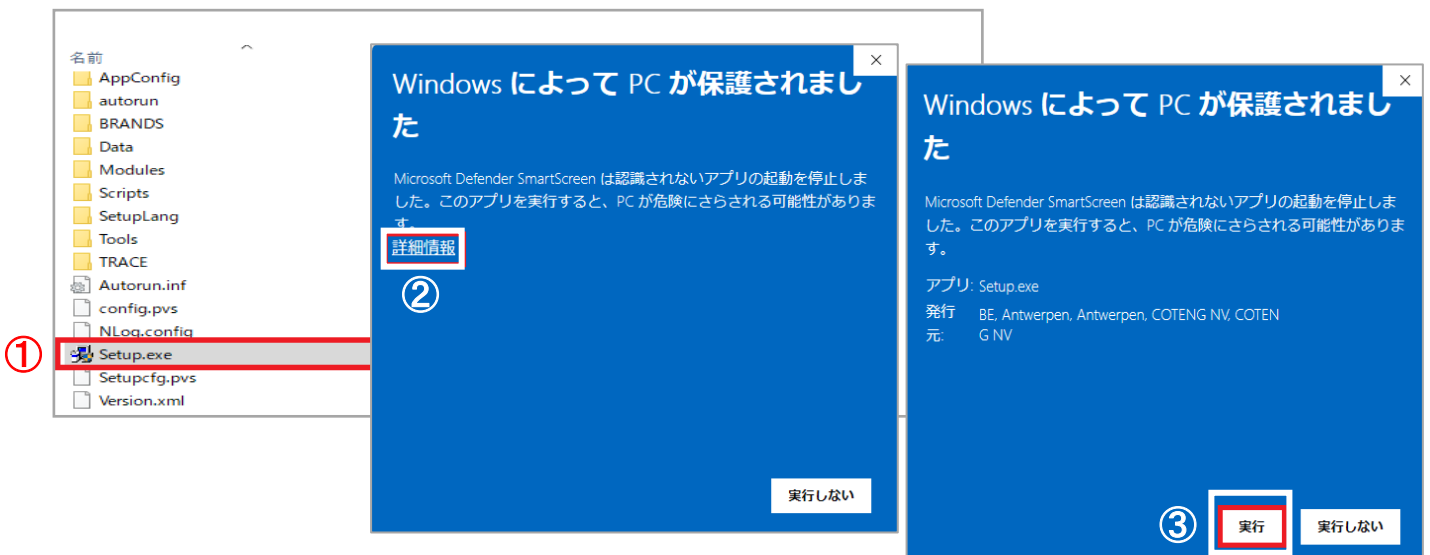 名前
AppConfig
autorun
BRANDS
Data
Modules
Scripts
SetupLang
Tools
TRACE
Autorun.inf
config.pvs
NLog.config
① Setup.exe
Setupcfg.pvs
Version.xml
Windows によって PC が保護されまし
た
Microsoft Defender SmartScreen は認識されないアプリの起動を停止しま
した。このアプリを実行すると、PC が危険にさらされる可能性がありま
す。
詳細情報
②
実行しない
Windows によって PC が保護されまし
た
Microsoft Defender SmartScreen は認識されないアプリの起動を停止しま
した。このアプリを実行すると、PC が危険にさらされる可能性がありま
す。
アプリ: Setup.exe
発行 BE, Antwerpen, Antwerpen, COTENG NV, COTEN
元: G NV
③ 実行 実行しない